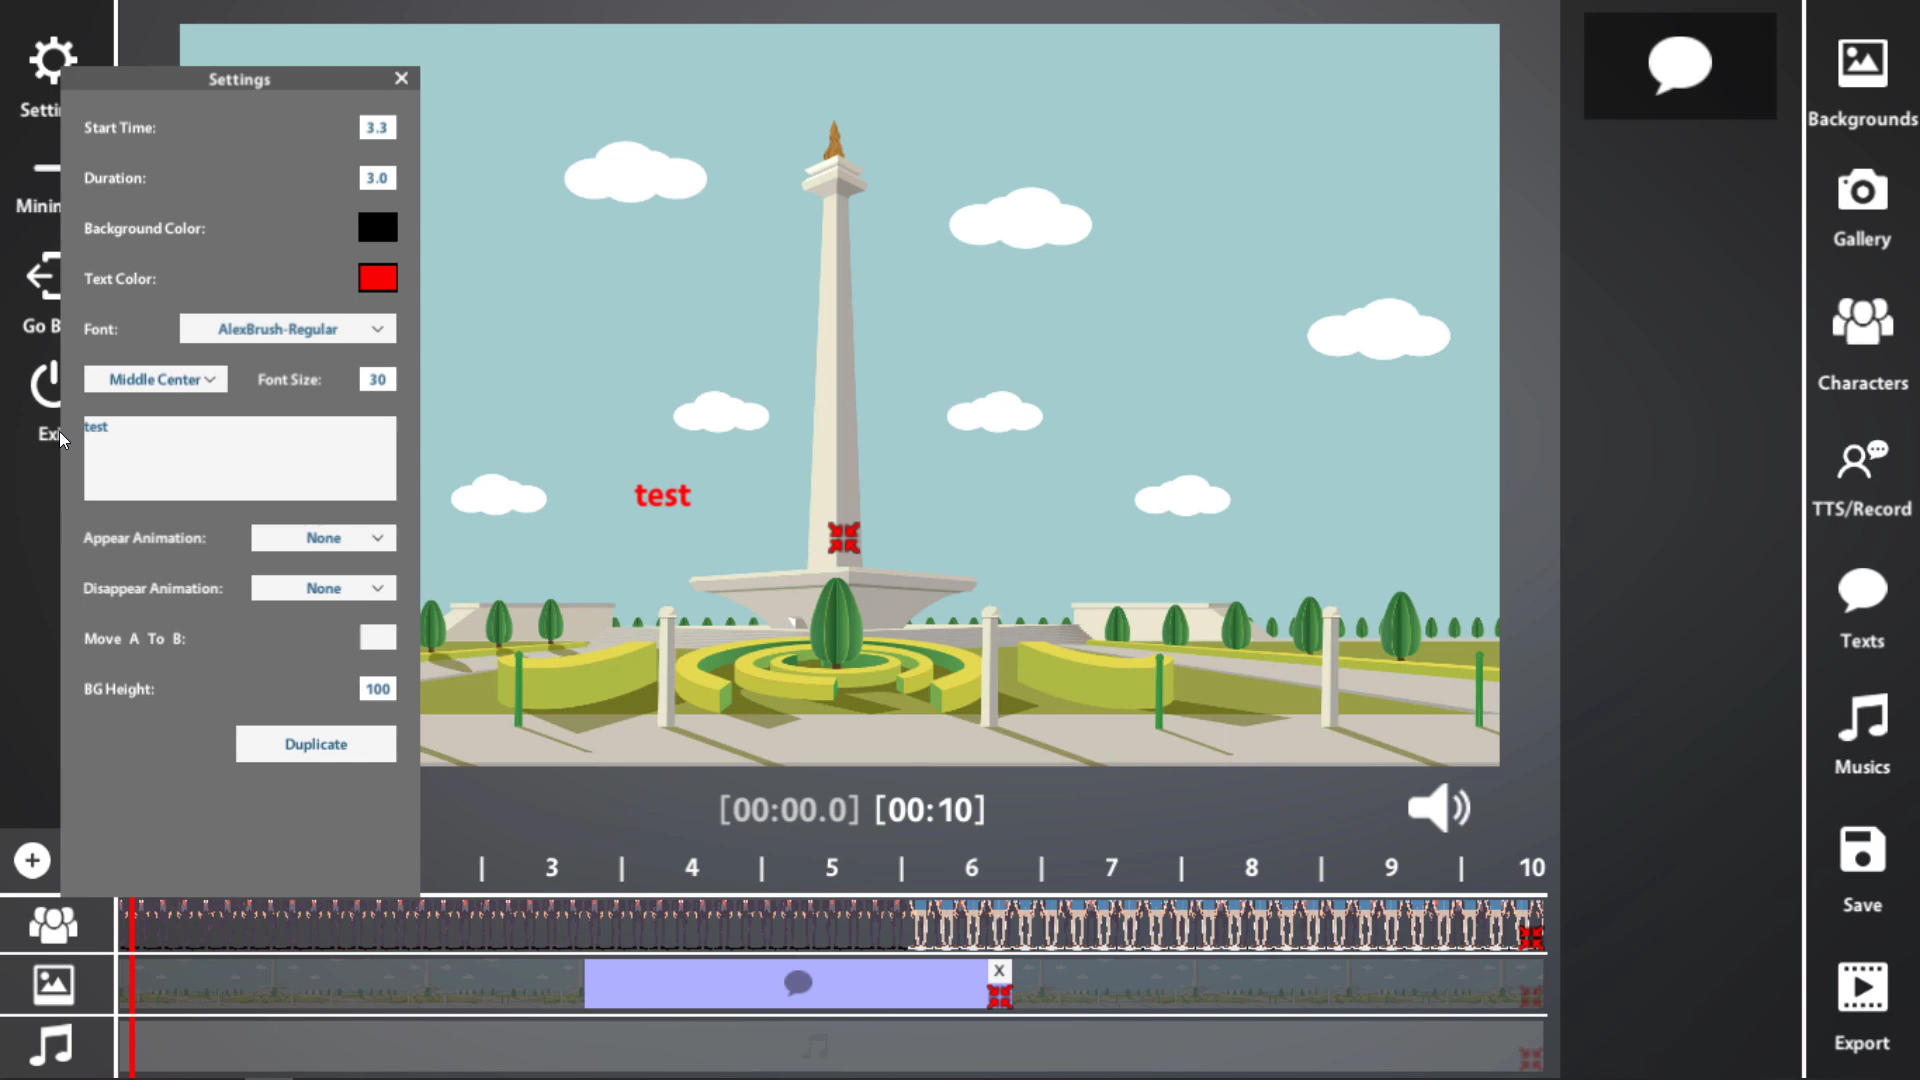 Settings
Setti
Start Time: 3.3
Duration: 3.0
Minim
Background Color:
Text Color:
Go B
Font: AlexBrush-Regular
Middle Center Font Size: 30
test
Exi
Appear Animation: None
Disappear Animation: None
Move A To B:
BG Height: 100
Duplicate
test
[00:00.0] [00:10]
| 3 | 4 | 5 | 6 | 7 | 8 | 9 | 10
X
Backgrounds
Gallery
Characters
TTS/Record
Texts
Musics
Save
Export